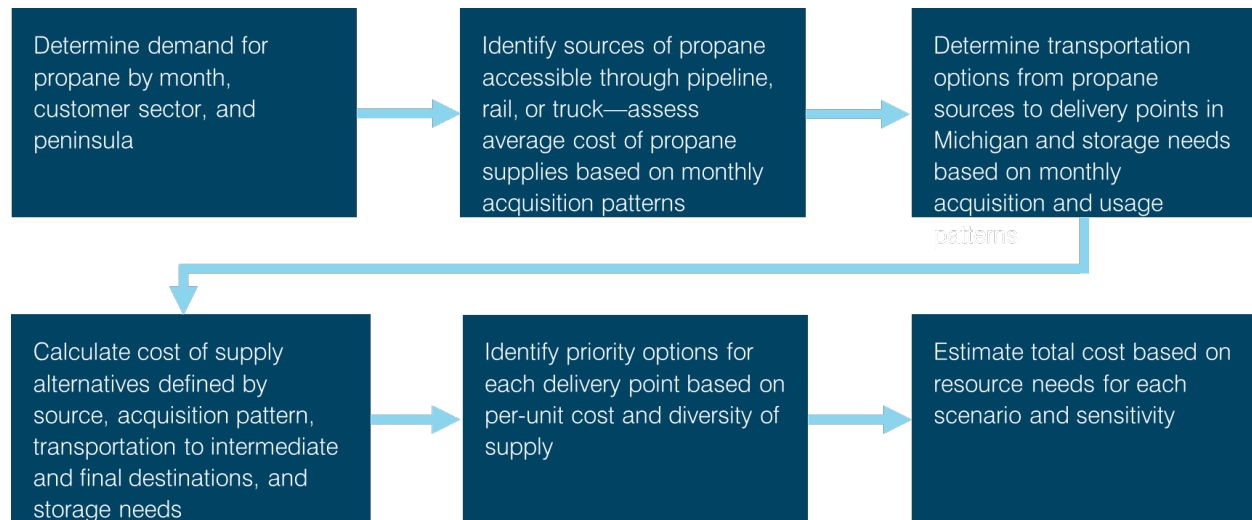 Determine demand for
propane by month,
customer sector, and
peninsula
Identify sources of propane
accessible through pipeline,
rail, or truck—assess
average cost of propane
supplies based on monthly
acquisition patterns
Determine transportation
options from propane
sources to delivery points in
Michigan and storage needs
based on monthly
acquisition and usage
patterns
Calculate cost of supply
alternatives defined by
source, acquisition pattern,
transportation to intermediate
and final destinations, and
storage needs
Identify priority options for
each delivery point based on
per-unit cost and diversity of
supply
Estimate total cost based on
resource needs for each
scenario and sensitivity